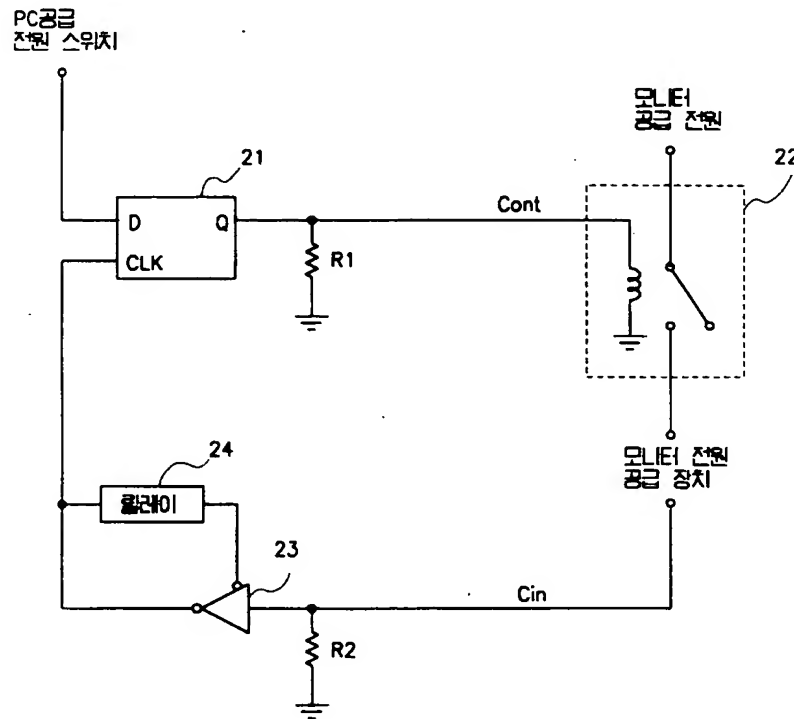 PC공급
전원 스위치
모니터
공급 전원
21
22
D Q
CLK
Cont
R1
24
릴레이
모니터 전원
공급 장치
23
Cin
R2